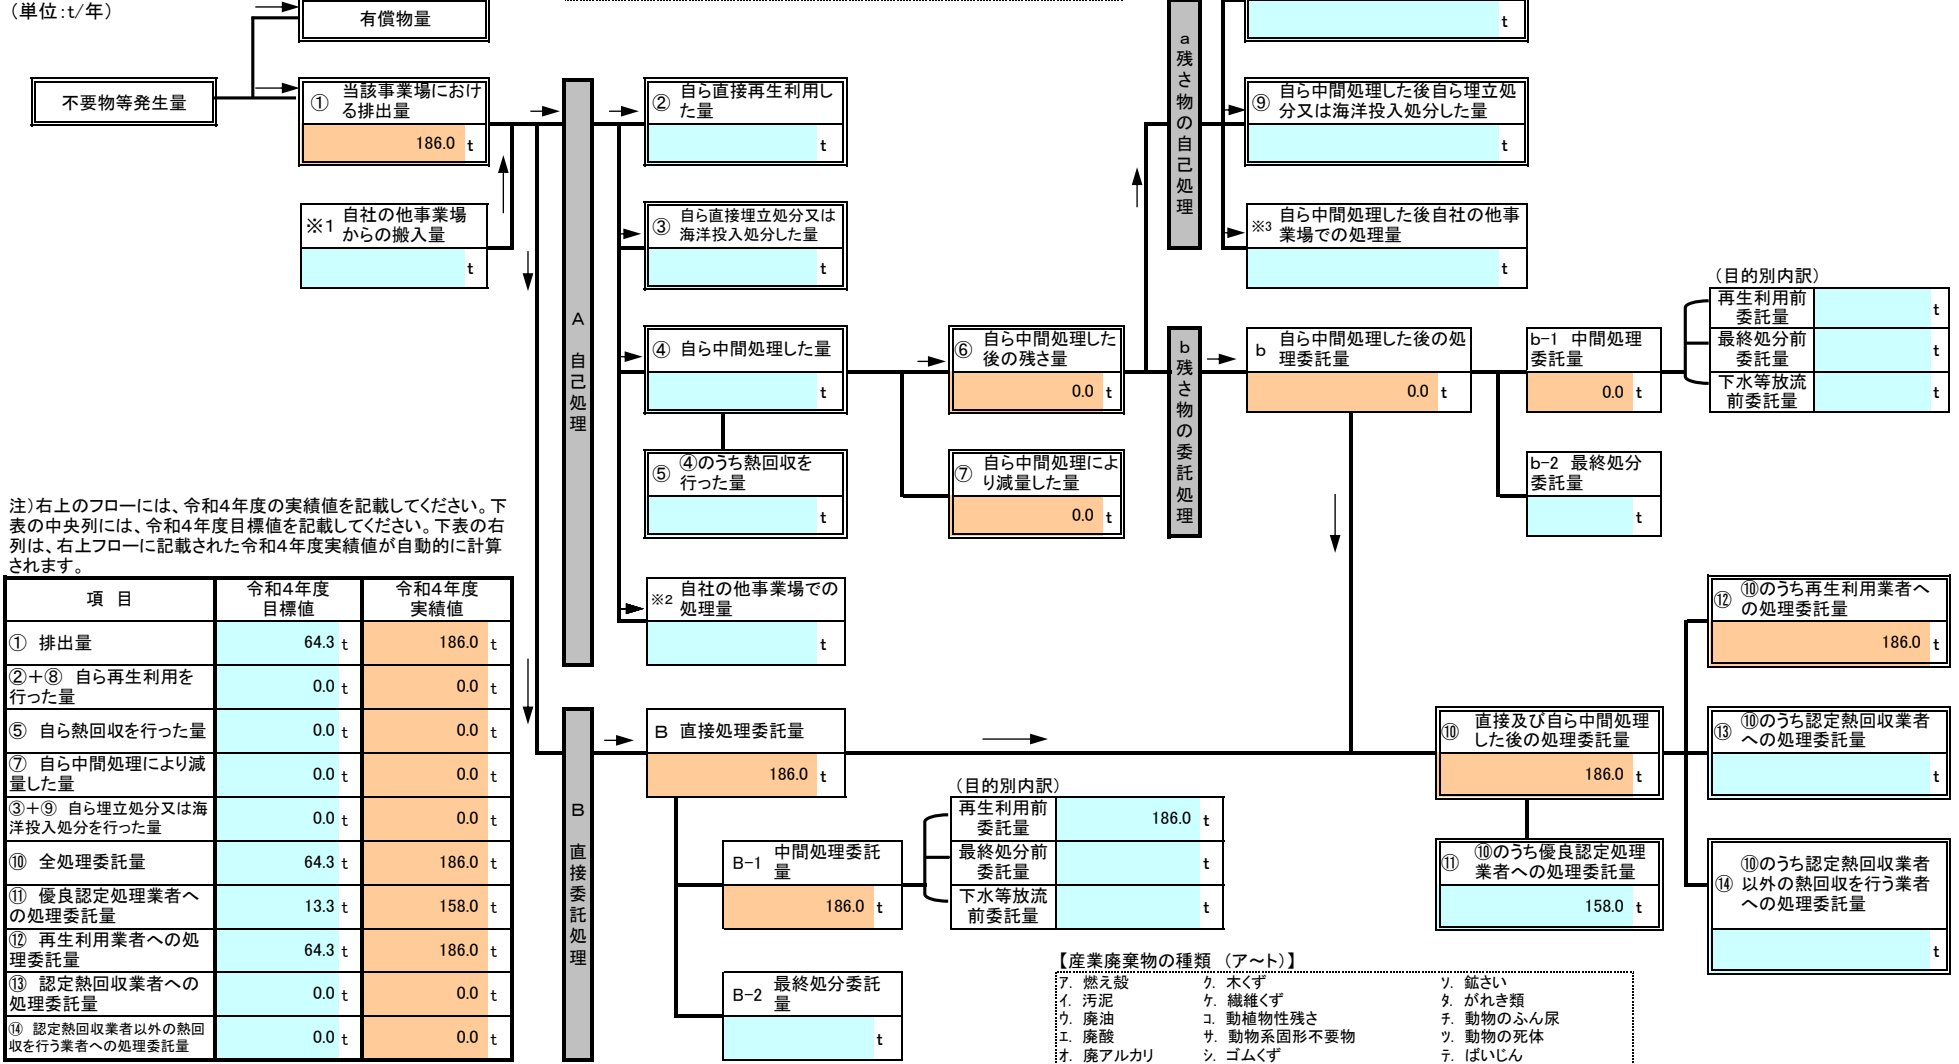 (単位:t/年)
有償物量
t
不要物等発生量
① 当該事業場におけ
る排出量
186.0 t
※1 自社の他事業場
からの搬入量
t
A 自己処理
② 自ら直接再生利用し
た量
t
③ 自ら直接埋立処分又は
海洋投入処分した量
t
④ 自ら中間処理した量
t
⑤ ④のうち熱回収を
行った量
t
※2 自社の他事業場での
処理量
t
⑥ 自ら中間処理した
後の残さ量
0.0 t
⑦ 自ら中間処理によ
り減量した量
0.0 t
a残さ物の自己処理
⑨ 自ら中間処理した後自ら埋立処
分又は海洋投入処分した量
t
※3 自ら中間処理した後自社の他事
業場での処理量
t
b残さ物の委託処理
b 自ら中間処理した後の処
理委託量
0.0 t
b-1 中間処理
委託量
0.0 t
b-2 最終処分
委託量
t
(目的別内訳)
再生利用前
委託量
t
最終処分前
委託量
t
下水等放流
前委託量
t
注)右上のフローには、令和4年度の実績値を記載してください。下
表の中央列には、令和4年度目標値を記載してください。下表の右
列は、右上フローに記載された令和4年度実績値が自動的に計算
されます。
項 目
令和4年度
目標値
令和4年度
実績値
① 排出量 64.3 t 186.0 t
②+⑧ 自ら再生利用を
行った量 0.0 t 0.0 t
⑤ 自ら熱回収を行った量 0.0 t 0.0 t
⑦ 自ら中間処理により減
量した量 0.0 t 0.0 t
③+⑨ 自ら埋立処分又は海
洋投入処分を行った量 0.0 t 0.0 t
⑩ 全処理委託量 64.3 t 186.0 t
⑪ 優良認定処理業者へ
の処理委託量 13.3 t 158.0 t
⑫ 再生利用業者への処
理委託量 64.3 t 186.0 t
⑬ 認定熱回収業者への
処理委託量 0.0 t 0.0 t
⑭ 認定熱回収業者以外の熱回
収を行う業者への処理委託量 0.0 t 0.0 t
B 直接委託処理
B 直接処理委託量
186.0 t
B-1 中間処理委託
量
186.0 t
B-2 最終処分委託
量
t
(目的別内訳)
再生利用前
委託量
186.0 t
最終処分前
委託量
t
下水等放流
前委託量
t
⑩ 直接及び自ら中間処理
した後の処理委託量
186.0 t
⑪ ⑩のうち優良認定処理
業者への処理委託量
158.0 t
⑫ ⑩のうち再生利用業者へ
の処理委託量
186.0 t
⑬ ⑩のうち認定熱回収業者
への処理委託量
t
⑭ ⑩のうち認定熱回収業者
以外の熱回収を行う業者
への処理委託量
t
【産業廃棄物の種類 (ア~ト)】
ア. 燃え殻 ク. 木くず ソ. 鉱さい
イ. 汚泥 ケ. 繊維くず タ. がれき類
ウ. 廃油 コ. 動植物性残さ チ. 動物のふん尿
エ. 廃酸 サ. 動物系固形不要物 ツ. 動物の死体
オ. 廃アルカリ シ. ゴムくず テ. ばいじん